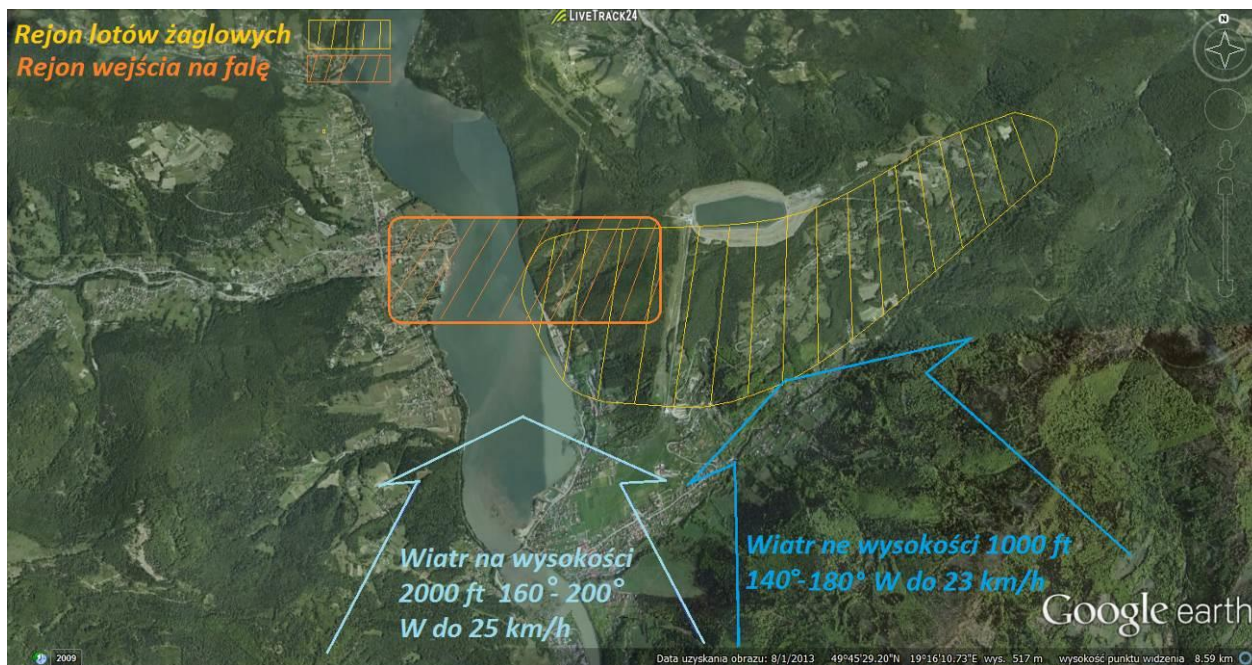 LiveTrack24
Rejon lotów żaglowych
Rejon wejścia na falę
N
Wiatr na wysokości
2000 ft 160° - 200°
W do 25 km/h
Wiatr ne wysokości 1000 ft
140°-180° W do 23 km/h
Google earth
2009
Data uzyskania obrazu: 8/1/2013 49°45'29.20"N 19°16'10.73"E wys. 517 m wysokość punktu widzenia 8.59 km